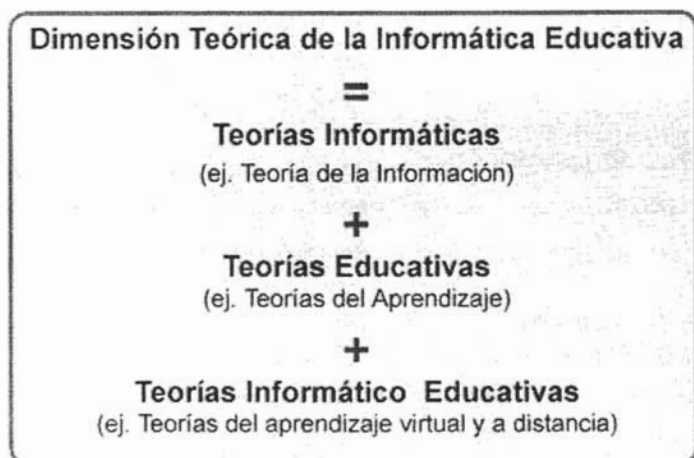 Dimensión Teórica de la Informática Educativa
=
Teorías Informáticas
(ej. Teoría de la Información)
+
Teorías Educativas
(ej. Teorías del Aprendizaje)
+
Teorías Informático Educativas
(ej. Teorías del aprendizaje virtual y a distancia)